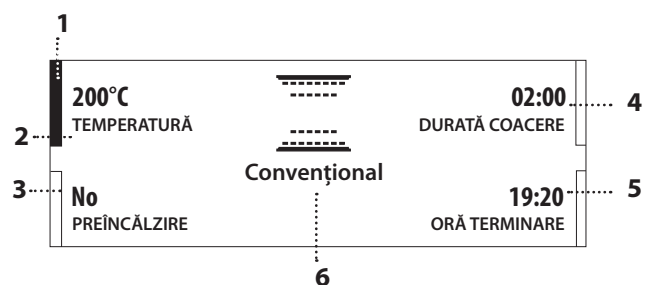 1
200°C
TEMPERATURĂ
2
3
No
PREÎNCĂLZIRE
Convențional
02:00
DURATĂ COACERE
4
19:20
ORĂ TERMINARE
5
6